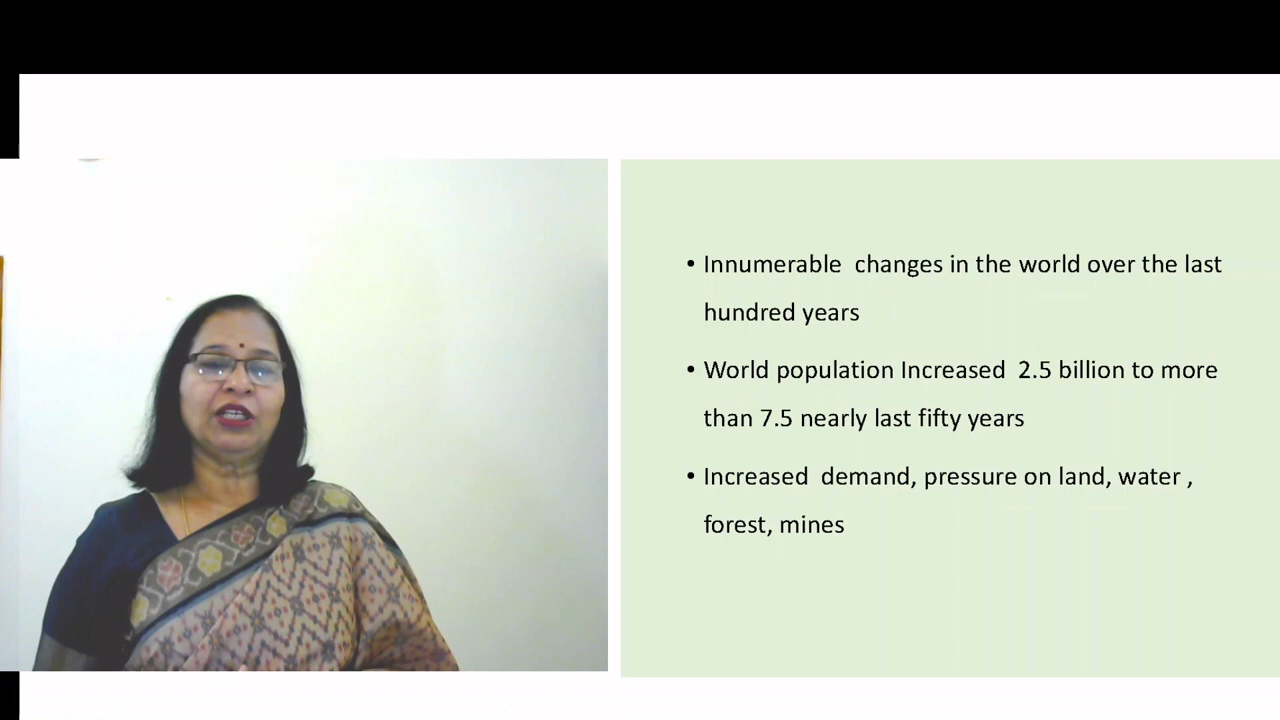 • Innumerable changes in the world over the last
hundred years
• World population Increased 2.5 billion to more
than 7.5 nearly last fifty years
• Increased demand, pressure on land, water ,
forest, mines